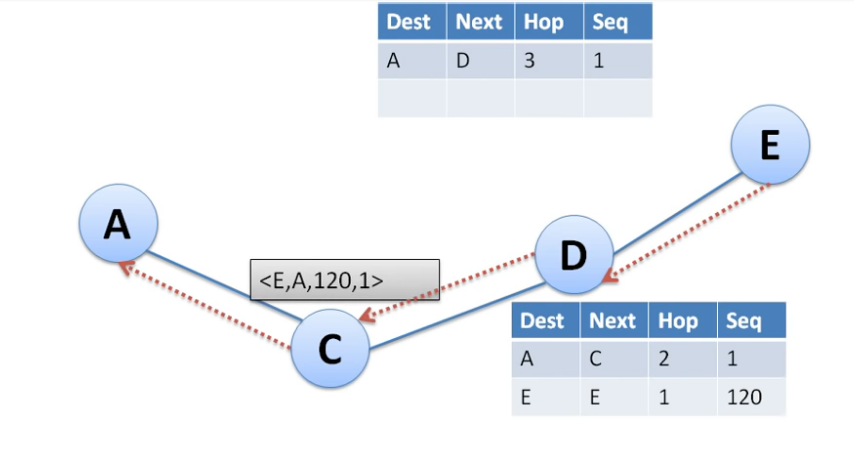 Dest Next Hop Seq
A D 3 1
E
A
D
<E,A,120,1>
C
Dest Next Hop Seq
A C 2 1
E E 1 120